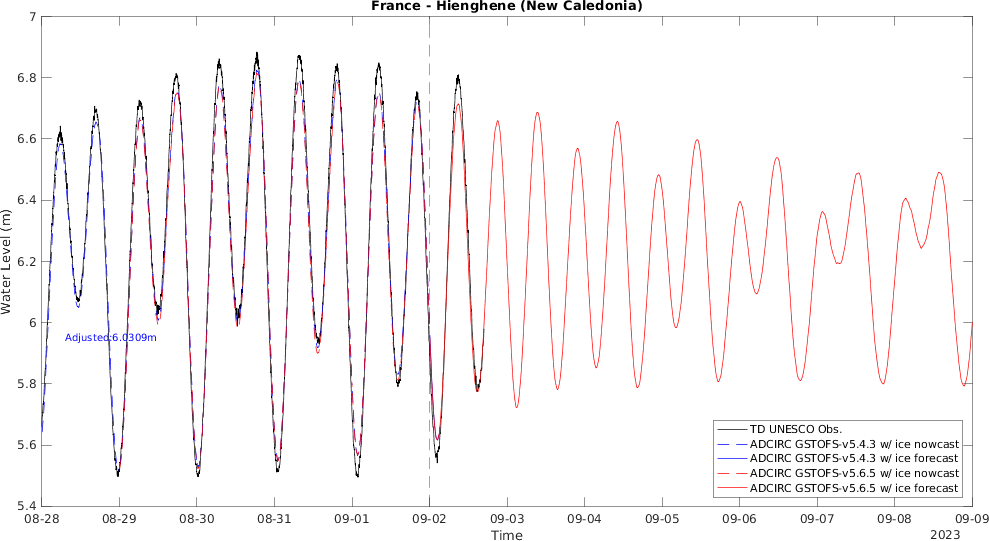 France - Hienghene (New Caledonia)
7
6.8
6.6
6.4
6.2
6
5.8
5.6
5.4
Water Level (m)
Adjusted:6.0309m
TD UNESCO Obs.
ADCIRC GSTOFS-v5.4.3 w/ ice nowcast
ADCIRC GSTOFS-v5.4.3 w/ ice forecast
ADCIRC GSTOFS-v5.6.5 w/ ice nowcast
ADCIRC GSTOFS-v5.6.5 w/ ice forecast
08-28 08-29 08-30 08-31 09-01 09-02 09-03 09-04 09-05 09-06 09-07 09-08 09-09
Time
2023